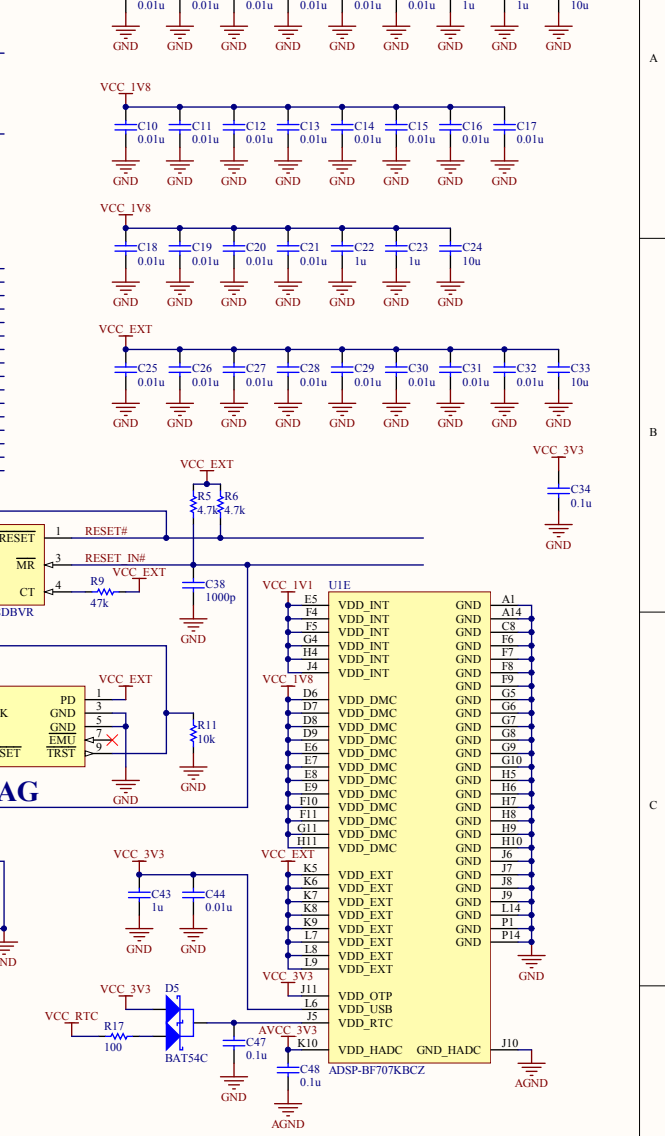 0.01u 0.01u 0.01u 0.01u 0.01u 0.01u 1u 1u 10u
GND GND GND GND GND GND GND GND GND
A
VCC_1V8
C10 C11 C12 C13 C14 C15 C16 C17
0.01u 0.01u 0.01u 0.01u 0.01u 0.01u 0.01u 0.01u
GND GND GND GND GND GND GND GND
VCC_1V8
C18 C19 C20 C21 C22 C23 C24
0.01u 0.01u 0.01u 0.01u 1u 1u 10u
GND GND GND GND GND GND GND
VCC_EXT
C25 C26 C27 C28 C29 C30 C31 C32 C33
0.01u 0.01u 0.01u 0.01u 0.01u 0.01u 0.01u 0.01u 10u
GND GND GND GND GND GND GND GND GND
B
VCC_3V3
C34
0.1u
GND
VCC_EXT
R5 R6
4.7k 4.7k
RESET 1 RESET#
MR 3 RESET_IN#
CT 4 R9 VCC_EXT
47k
DBVR
C38
1000p
GND
VCC_EXT
PD 1
K GND 3
GND 5
EMU 7
SET TRST 9
GND
R11
10k
GND
AG
ND
VCC_3V3
C43 C44
1u 0.01u
GND GND
VCC_3V3 D5
VCC_RTC
R17
100
BAT54C
C47
0.1u
GND
VCC_1V1 U1E
E5 VDD_INT GND A1
F4 VDD_INT GND A14
F5 VDD_INT GND C8
G4 VDD_INT GND F6
H4 VDD_INT GND F7
J4 VDD_INT GND F8
VCC_1V8 GND F9
D6 VDD_DMC GND G5
D7 VDD_DMC GND G6
D8 VDD_DMC GND G7
D9 VDD_DMC GND G8
E6 VDD_DMC GND G9
E7 VDD_DMC GND G10
E8 VDD_DMC GND H5
E9 VDD_DMC GND H6
F10 VDD_DMC GND H7
F11 VDD_DMC GND H8
G11 VDD_DMC GND H9
H11 VDD_DMC GND H10
VCC_EXT GND J6
K5 VDD_EXT GND J7
K6 VDD_EXT GND J8
K7 VDD_EXT GND J9
K8 VDD_EXT GND L14
K9 VDD_EXT GND P1
L7 VDD_EXT GND P14
L8 VDD_EXT
L9 VDD_EXT
GND
VCC_3V3
J11 VDD_OTP
L6 VDD_USB
J5 VDD_RTC
AVCC_3V3
K10 VDD_HADC GND_HADC J10
ADSP-BF707KBCZ
C48
0.1u
AGND
AGND
C